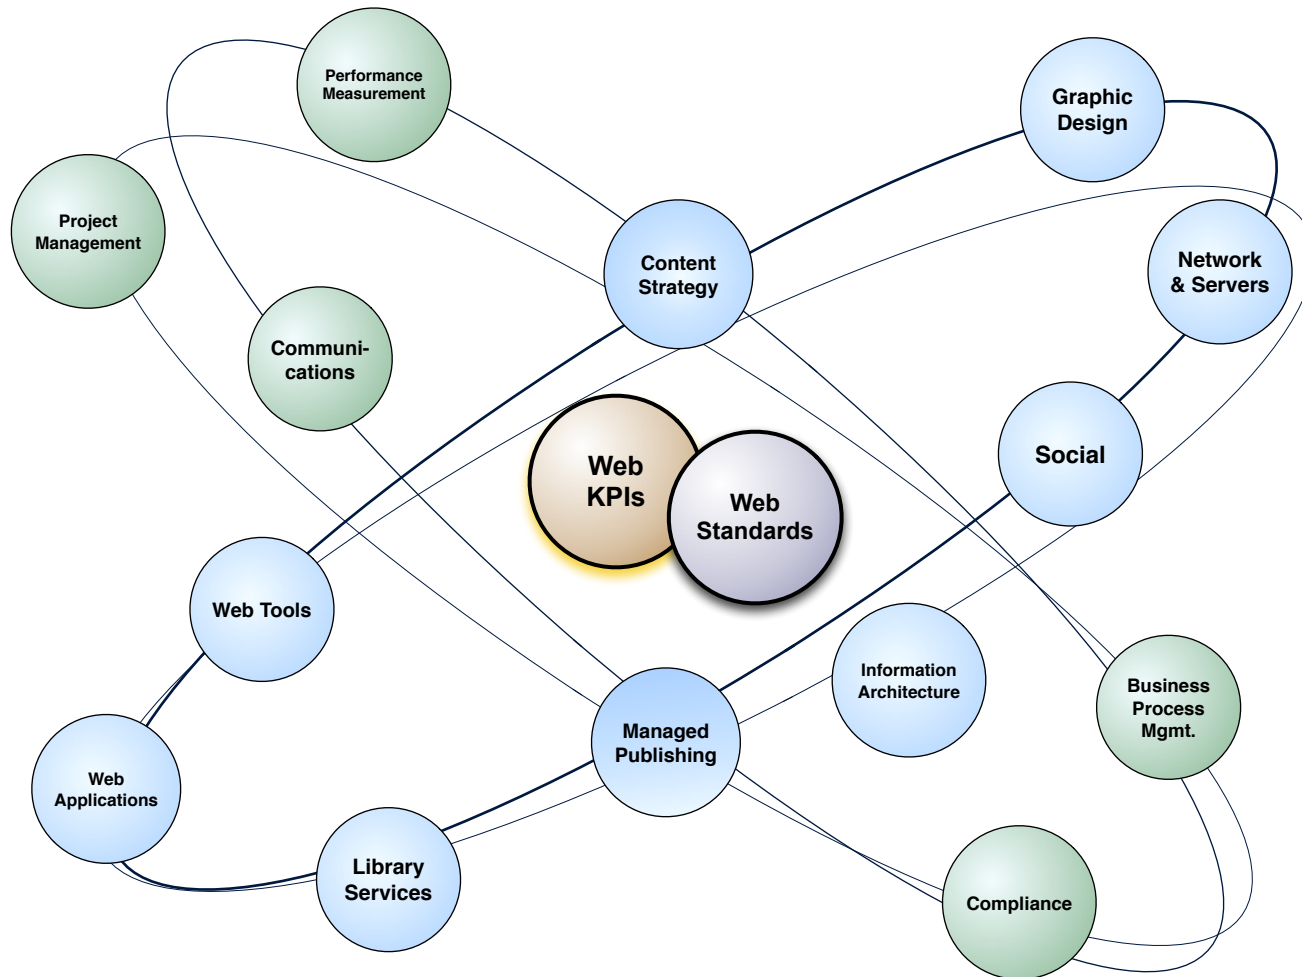 Performance
Measurement
Graphic
Design
Project
Management
Content
Strategy
Network
& Servers
Communi-
cations
Social
Web
KPIs
Web
Standards
Web Tools
Information
Architecture
Business
Process
Mgmt.
Managed
Publishing
Web
Applications
Library
Services
Compliance